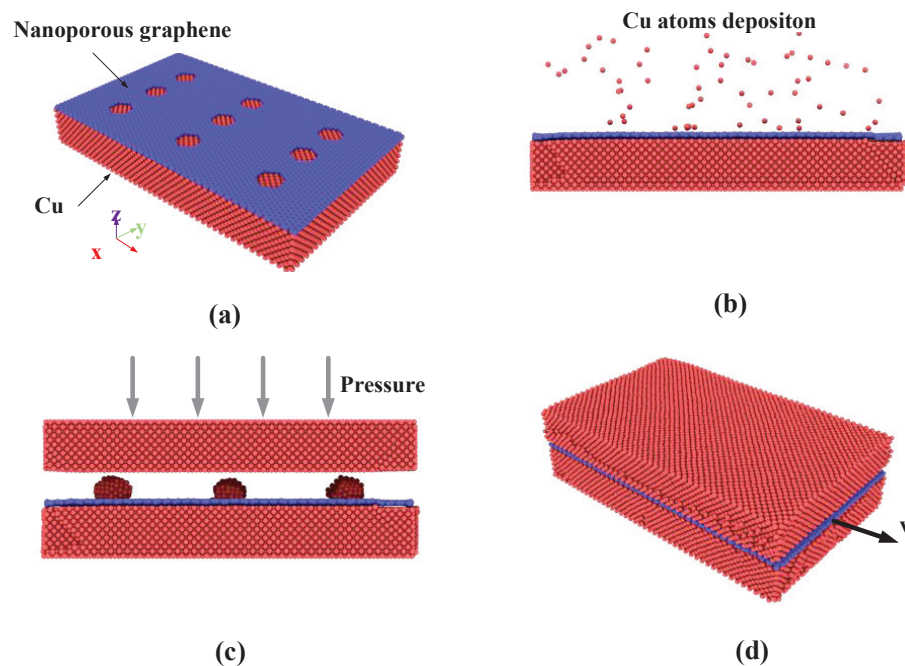 Nanoporous graphene
Cu
z
y
x
(a)
Cu atoms depositon
(b)
Pressure
(c)
(d)